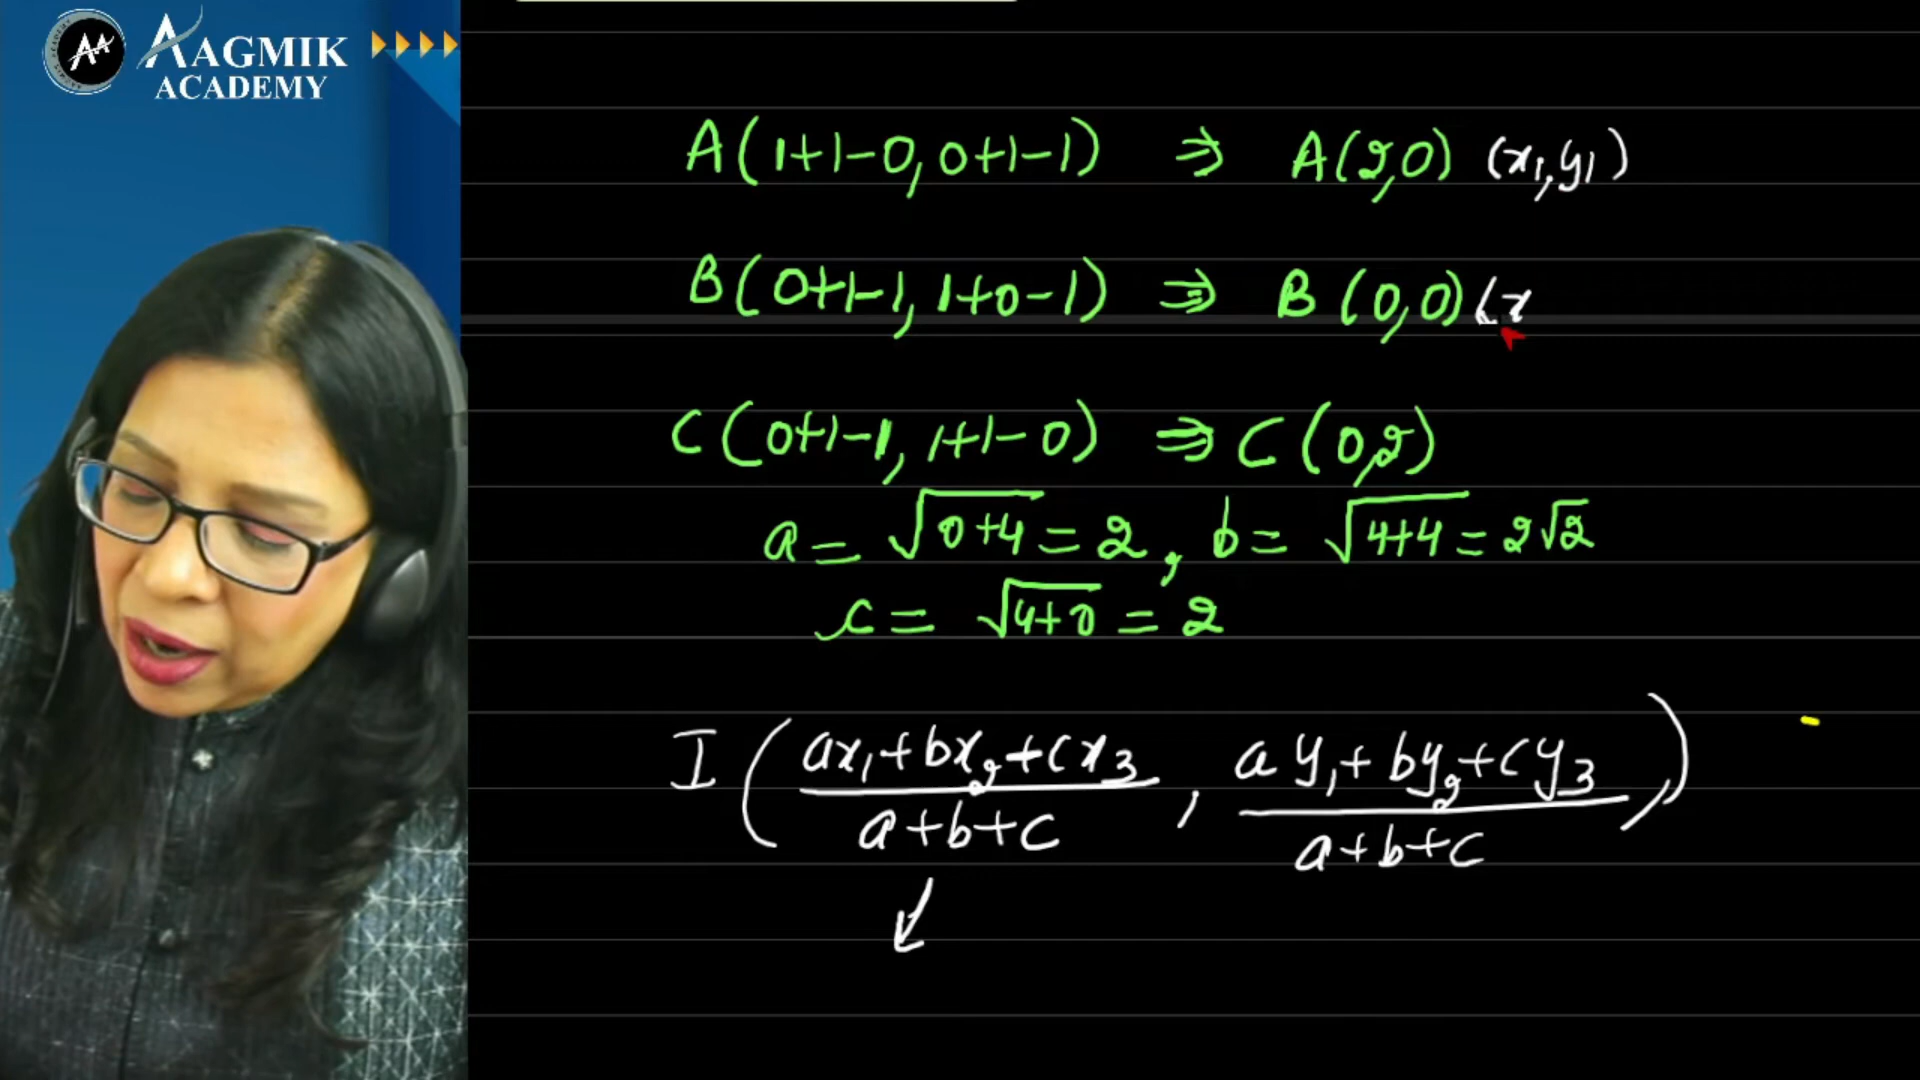 AAGMIK
ACADEMY
A(1+1-0, 0+1-1) ⇒ A(2,0) (x₁,y₁)
B(0+1-1, 1+0-1) ⇒ B(0,0) (x
C(0+1-1, 1+1-0) ⇒ C(0,2)
a = √(0+4) = 2, b = √(4+4) = 2√2
c = √(4+0) = 2
I ( (ax₁+bx₂+cx₃)/(a+b+c) , (ay₁+by₂+cy₃)/(a+b+c) )